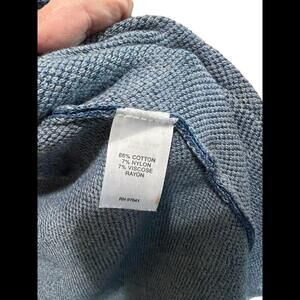 86% COTTON
7% NYLON
7% VISCOSE
RAYON
RN 97641